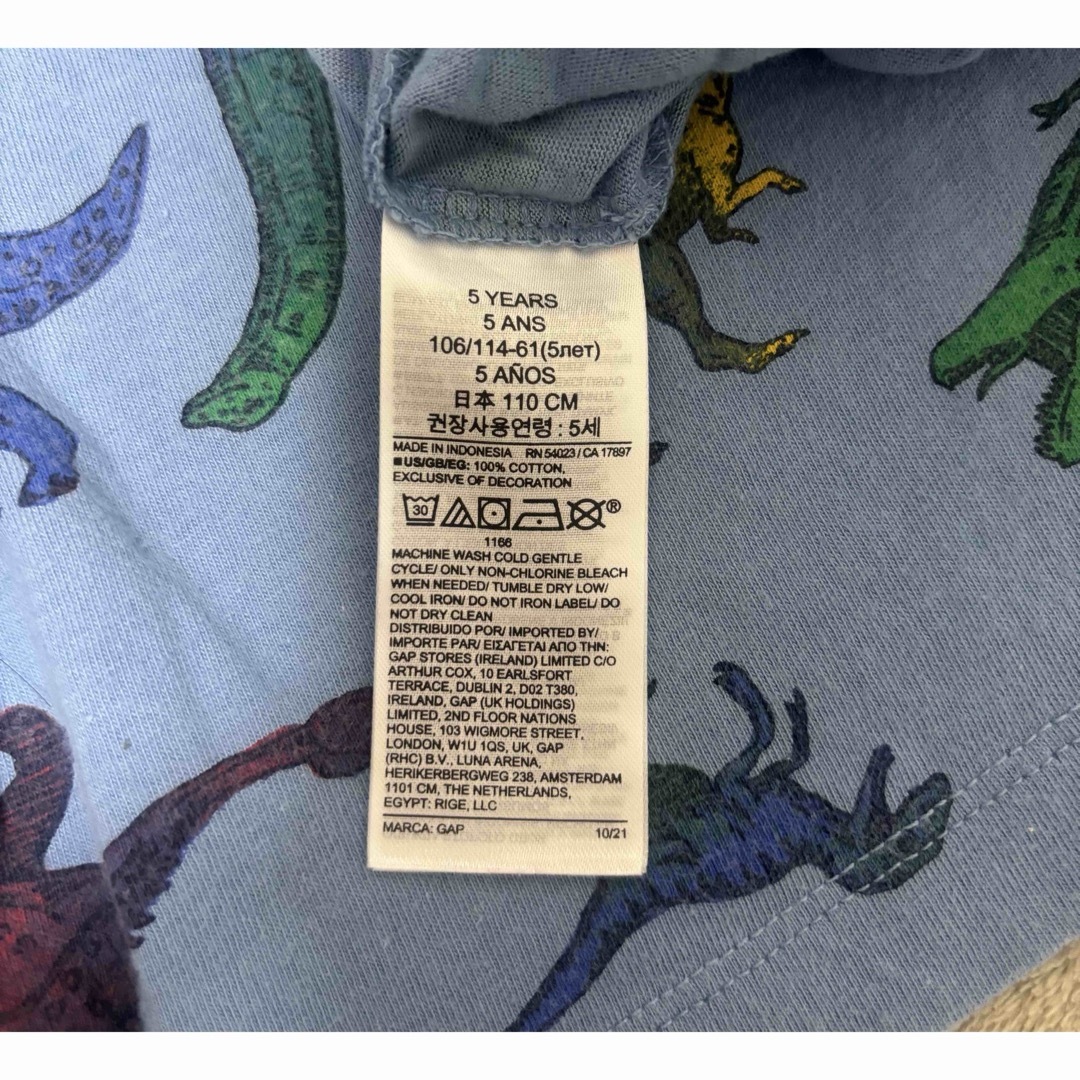 5 YEARS
5 ANS
106/114-61(5лет)
5 AÑOS
日本 110 CM
권장사용연령 : 5세
MADE IN INDONESIA RN 54023 / CA 17897
■US/GB/EG: 100% COTTON,
EXCLUSIVE OF DECORATION
30 ®
1166
MACHINE WASH COLD GENTLE
CYCLE/ ONLY NON-CHLORINE BLEACH
WHEN NEEDED/ TUMBLE DRY LOW/
COOL IRON/ DO NOT IRON LABEL/ DO
NOT DRY CLEAN
DISTRIBUIDO POR/ IMPORTED BY/
IMPORTE PAR/ ΕΙΣΑΓΕΤΑΙ ΑΠΟ ΤΗΝ:
GAP STORES (IRELAND) LIMITED C/O
ARTHUR COX, 10 EARLSFORT
TERRACE, DUBLIN 2, D02 T380,
IRELAND, GAP (UK HOLDINGS)
LIMITED, 2ND FLOOR NATIONS
HOUSE, 103 WIGMORE STREET,
LONDON, W1U 1QS, UK, GAP
(RHC) B.V., LUNA ARENA,
HERIKERBERGWEG 238, AMSTERDAM
1101 CM, THE NETHERLANDS,
EGYPT: RIGE, LLC
MARCA: GAP 10/21